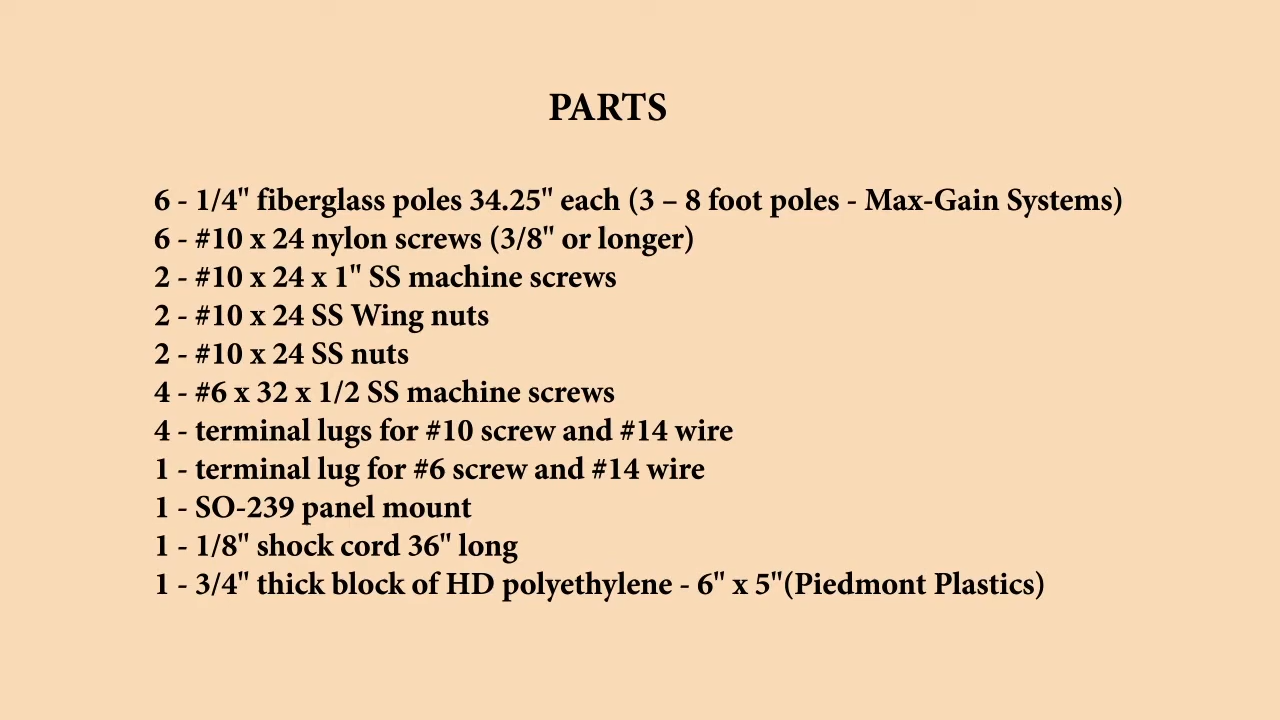 PARTS
6 - 1/4" fiberglass poles 34.25" each (3 – 8 foot poles - Max-Gain Systems)
6 - #10 x 24 nylon screws (3/8" or longer)
2 - #10 x 24 x 1" SS machine screws
2 - #10 x 24 SS Wing nuts
2 - #10 x 24 SS nuts
4 - #6 x 32 x 1/2 SS machine screws
4 - terminal lugs for #10 screw and #14 wire
1 - terminal lug for #6 screw and #14 wire
1 - SO-239 panel mount
1 - 1/8" shock cord 36" long
1 - 3/4" thick block of HD polyethylene - 6" x 5"(Piedmont Plastics)